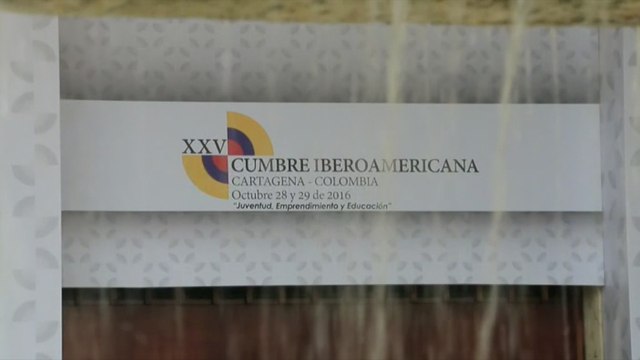 XXV
CUMBRE IBEROAMERICANA
CARTAGENA - COLOMBIA
Octubre 28 y 29 de 2016
"Juventud, Emprendimiento y Educación"